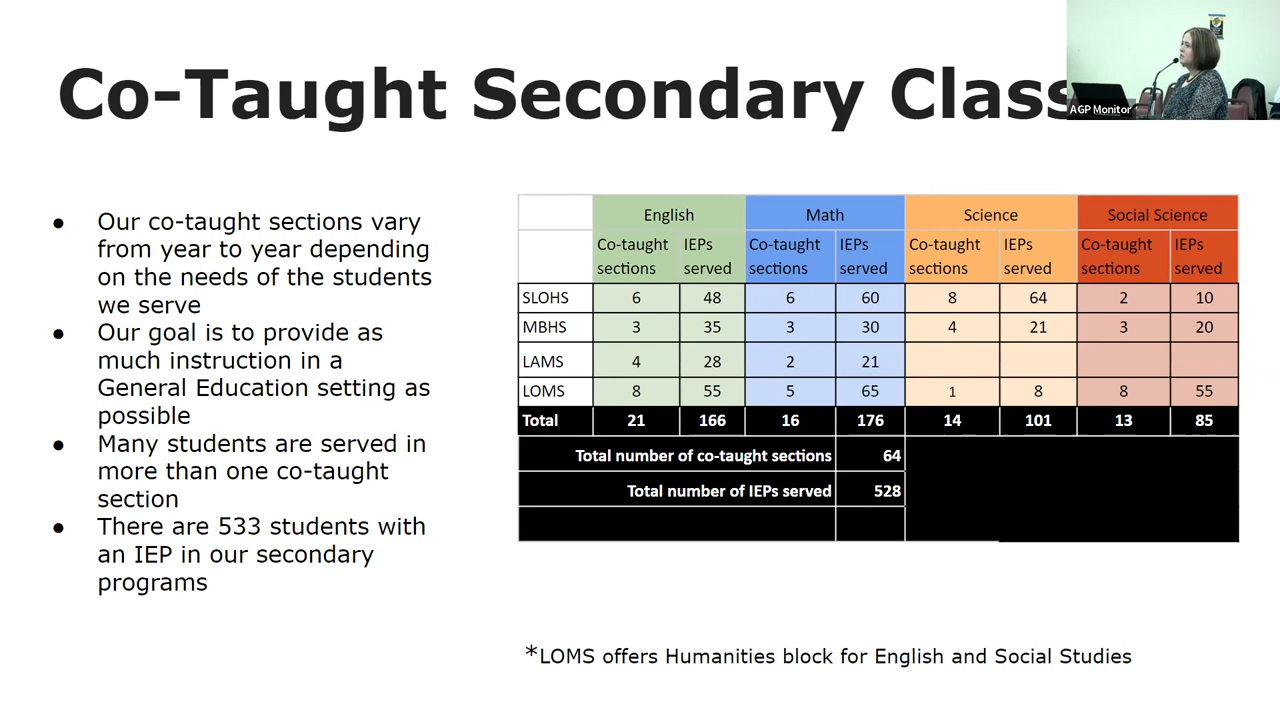 Co-Taught Secondary Class
AGP Monitor
● Our co-taught sections vary
from year to year depending
on the needs of the students
we serve
● Our goal is to provide as
much instruction in a
General Education setting as
possible
● Many students are served in
more than one co-taught
section
● There are 533 students with
an IEP in our secondary
programs
English Math Science Social Science
Co-taught sections IEPs served Co-taught sections IEPs served Co-taught sections IEPs served Co-taught sections IEPs served
SLOHS 6 48 6 60 8 64 2 10
MBHS 3 35 3 30 4 21 3 20
LAMS 4 28 2 21
LOMS 8 55 5 65 1 8 8 55
Total 21 166 16 176 14 101 13 85
Total number of co-taught sections 64
Total number of IEPs served 528
*LOMS offers Humanities block for English and Social Studies